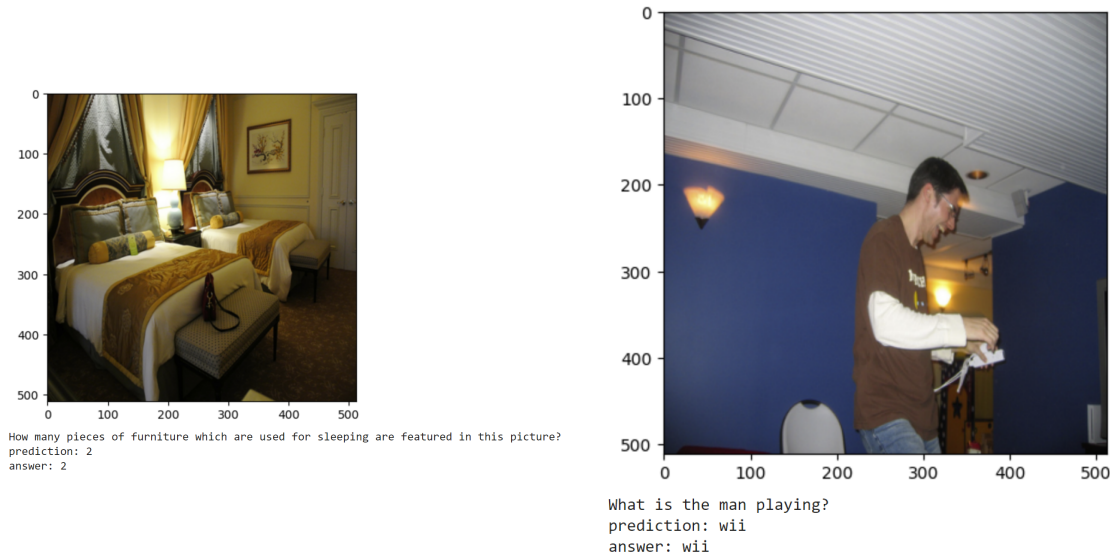 0
100
200
300
400
500
0 100 200 300 400 500
How many pieces of furniture which are used for sleeping are featured in this picture?
prediction: 2
answer: 2
0
100
200
300
400
500
0 100 200 300 400 500
What is the man playing?
prediction: wii
answer: wii